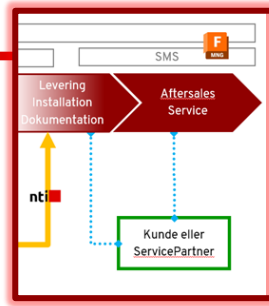 SMS
F
MNG
Levering
Installation
Dokumentation
Aftersales
Service
nti
Kunde eller
ServicePartner